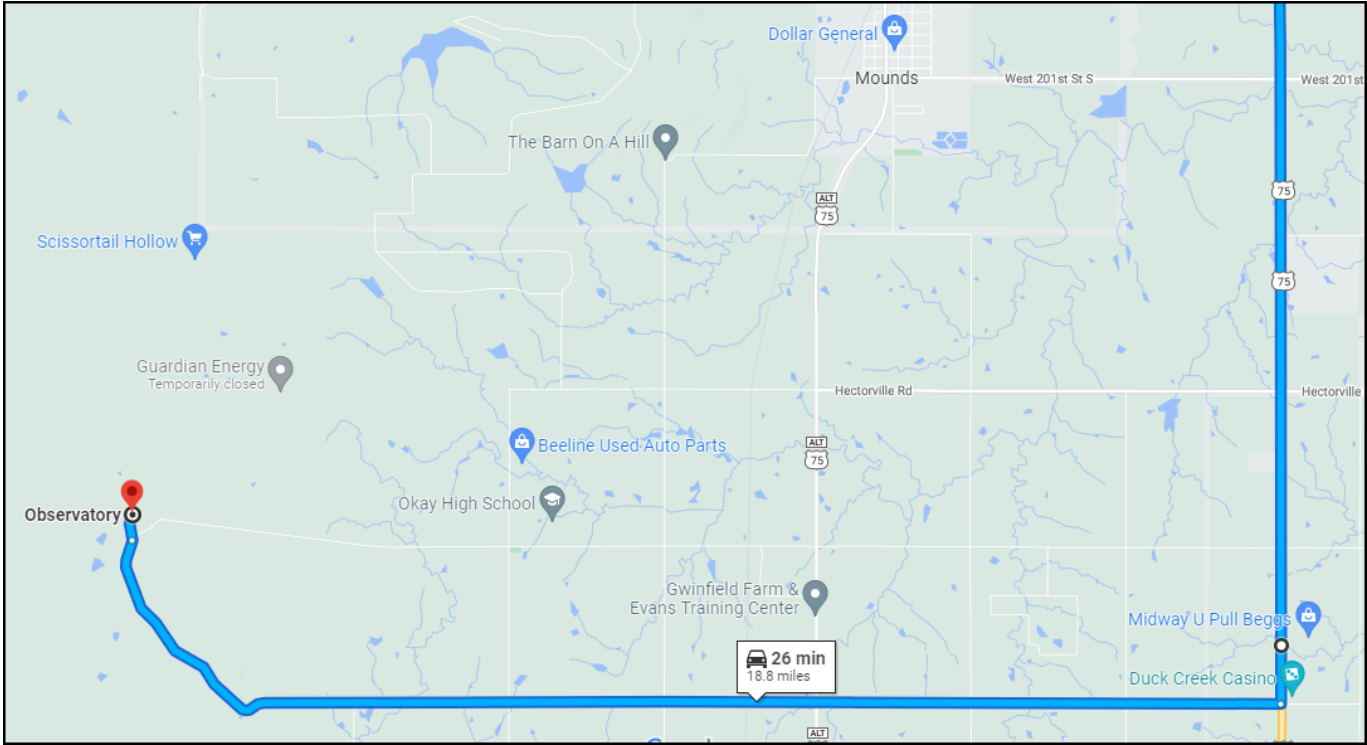 Dollar General
Mounds
West 201st St S
West 201st
The Barn On A Hill
75
ALT
75
Scissortail Hollow
75
Guardian Energy
Temporarily closed
Hectorville Rd
Hectorville
Beeline Used Auto Parts
ALT
75
Okay High School
Observatory
Gwinfield Farm &
Evans Training Center
Midway U Pull Beggs
26 min
18.8 miles
Duck Creek Casino
ALT